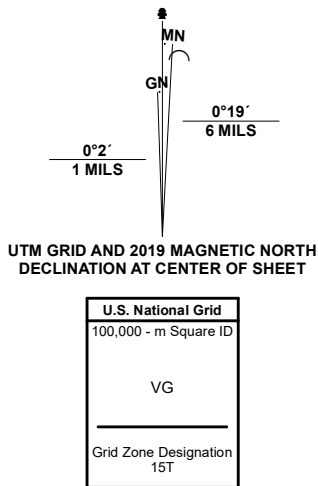 MN
GN
0°19´
6 MILS
0°2´
1 MILS
UTM GRID AND 2019 MAGNETIC NORTH
DECLINATION AT CENTER OF SHEET
U.S. National Grid
100,000 - m Square ID
VG
Grid Zone Designation
15T